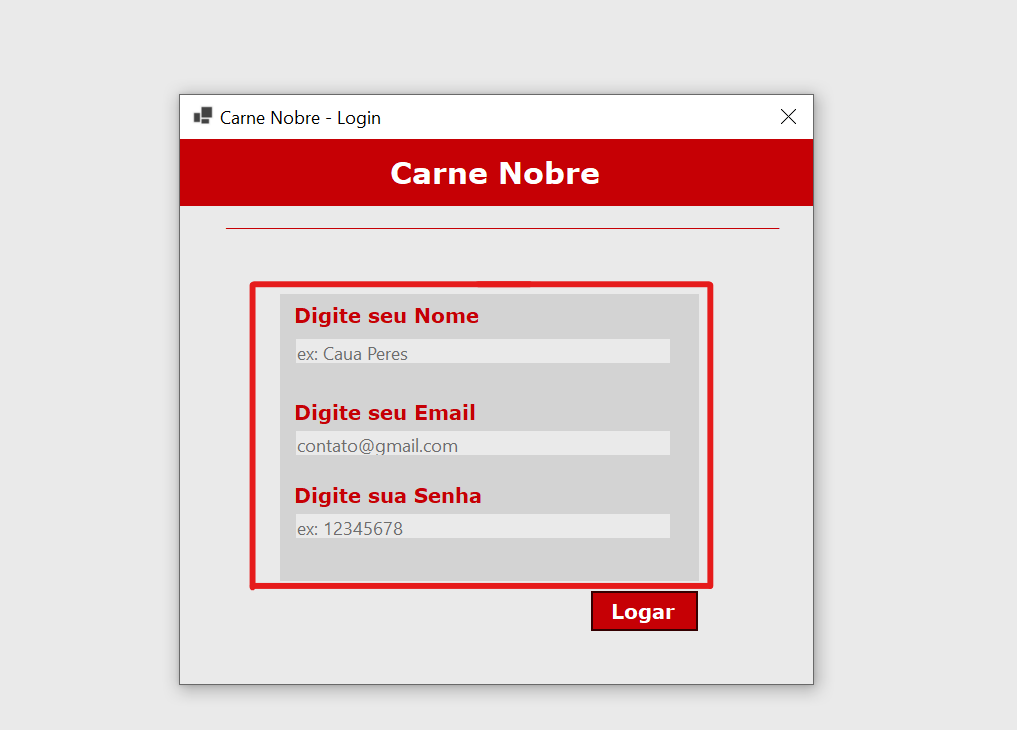 Carne Nobre - Login
Carne Nobre
Digite seu Nome
ex: Caua Peres
Digite seu Email
contato@gmail.com
Digite sua Senha
ex: 12345678
Logar